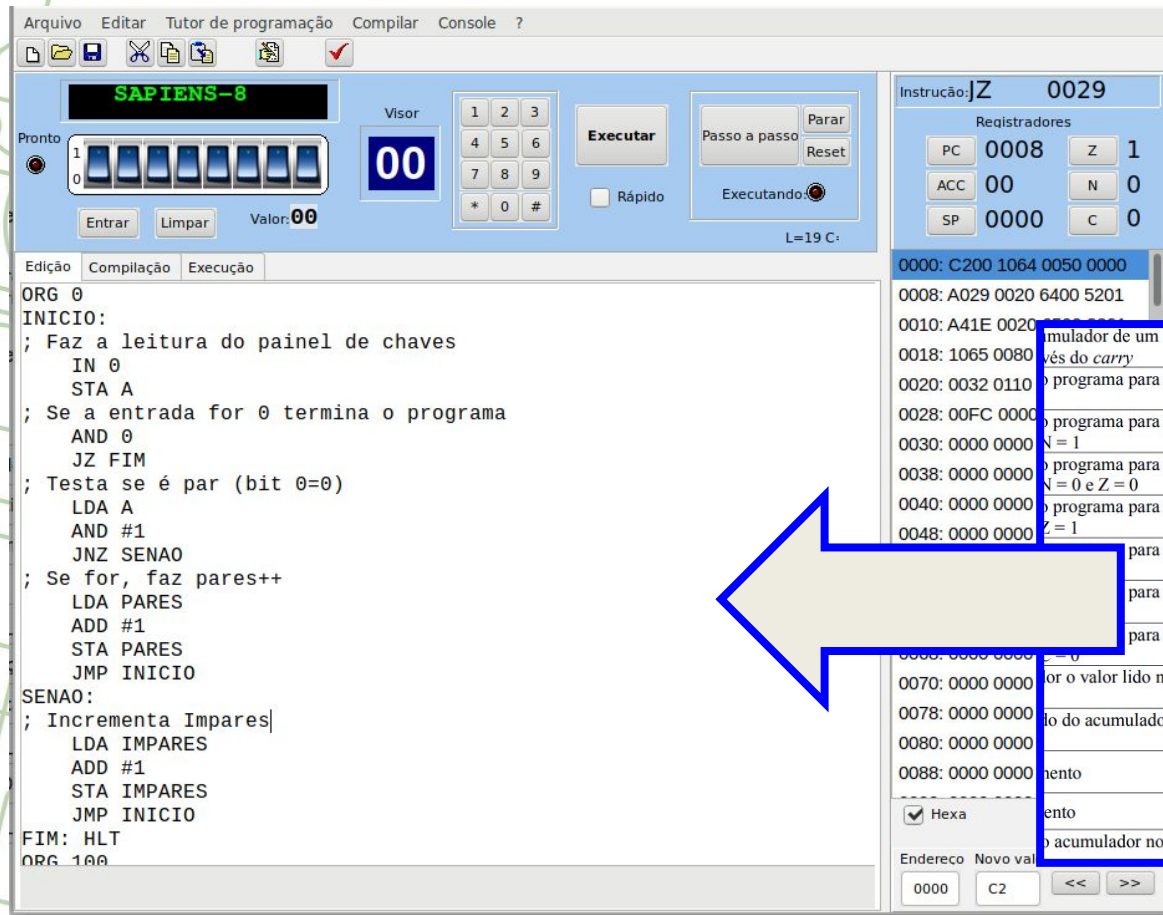 Arquivo Editar Tutor de programação Compilar Console ?
SAPIENS-8
Pronto
1
0
Entrar Limpar Valor: 00
Visor
00
1 2 3
4 5 6
7 8 9
* 0 #
Executar
Rápido
Passo a passo
Parar
Reset
Executando:
L=19 C:
Instrução: JZ 0029
Registradores
PC 0008 Z 1
ACC 00 N 0
SP 0000 C 0
Edição Compilação Execução
ORG 0
INICIO:
; Faz a leitura do painel de chaves
IN 0
STA A
; Se a entrada for 0 termina o programa
AND 0
JZ FIM
; Testa se é par (bit 0=0)
LDA A
AND #1
JNZ SENAO
; Se for, faz pares++
LDA PARES
ADD #1
STA PARES
JMP INICIO
SENAO:
; Incrementa Impares
LDA IMPARES
ADD #1
STA IMPARES
JMP INICIO
FIM: HLT
ORG 100
0000: C200 1064 0050 0000
0008: A029 0020 6400 5201
0010: A41E 0020
0018: 1065 0080
0020: 0032 0110
0028: 00FC 0000
0030: 0000 0000
0038: 0000 0000
0040: 0000 0000
0048: 0000 0000
0070: 0000 0000
0078: 0000 0000
0080: 0000 0000
0088: 0000 0000
mulador de um
vés do carry
programa para
programa para
N = 1
programa para
N = 0 e Z = 0
programa para
Z = 1
para
para
para
C = 0
or o valor lido n
do do acumulado
mento
ento
o acumulador no
Hexa
Endereço Novo val
0000 C2 << >>